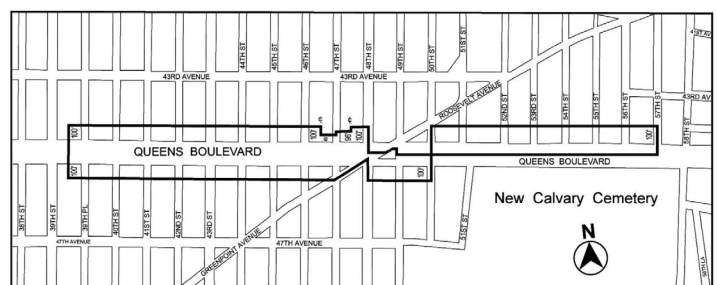 44TH ST
45TH ST
46TH ST
47TH ST
48TH ST
49TH ST
50TH ST
51ST ST
43RD AVENUE
43RD AVENUE
ROOSEVELT AVENUE
52ND ST
53RD ST
54TH ST
55TH ST
56TH ST
57TH ST
58TH ST
43RD AV
100'
100'
96'
100'
100'
100'
QUEENS BOULEVARD
QUEENS BOULEVARD
100'
New Calvary Cemetery
N
38TH ST
39TH ST
39TH PL
40TH ST
41ST ST
42ND ST
43RD ST
51ST ST
47TH AVENUE
GREENPOINT AVENUE
47TH AVENUE